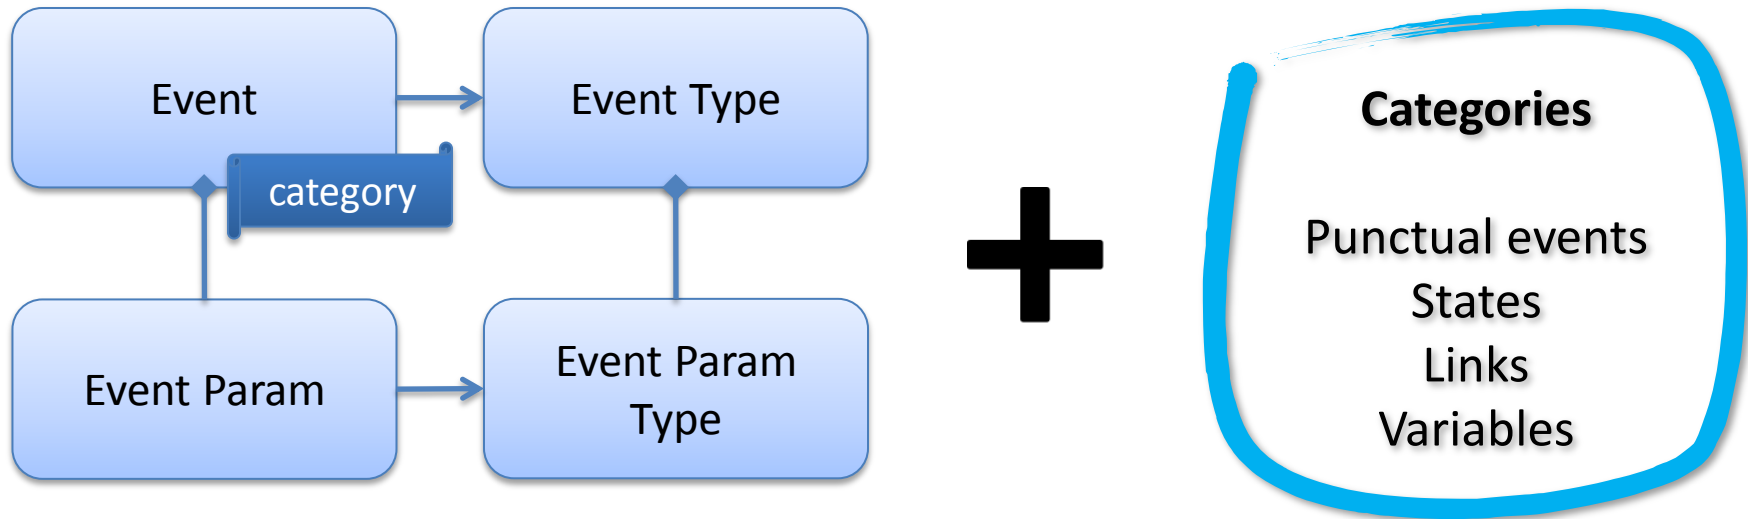 Event
Event Type
category
Event Param
Event Param
Type
Categories
Punctual events
States
Links
Variables